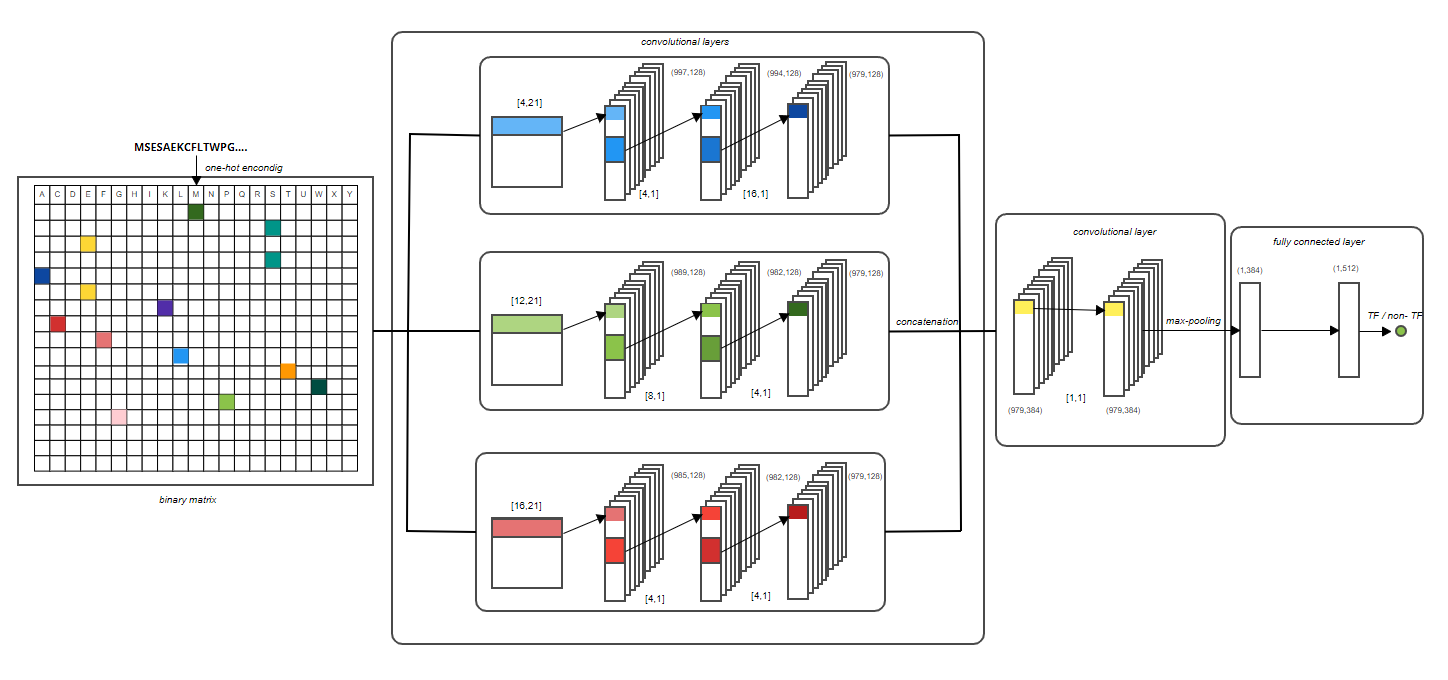 convolutional layers
[4,21]
(997,128)
(994,128)
(979,128)
[4,1]
[16,1]
MSESAEKCFLTWPG....
one-hot encondig
A C D E F G H I K L M N P Q R S T U W X Y
binary matrix
[12,21]
(989,128)
(982,128)
(979,128)
[8,1]
[4,1]
concatenation
[16,21]
(985,128)
(982,128)
(979,128)
[4,1]
[4,1]
convolutional layer
(979,384)
[1,1]
(979,384)
max-pooling
fully connected layer
(1,384)
(1,512)
TF / non- TF